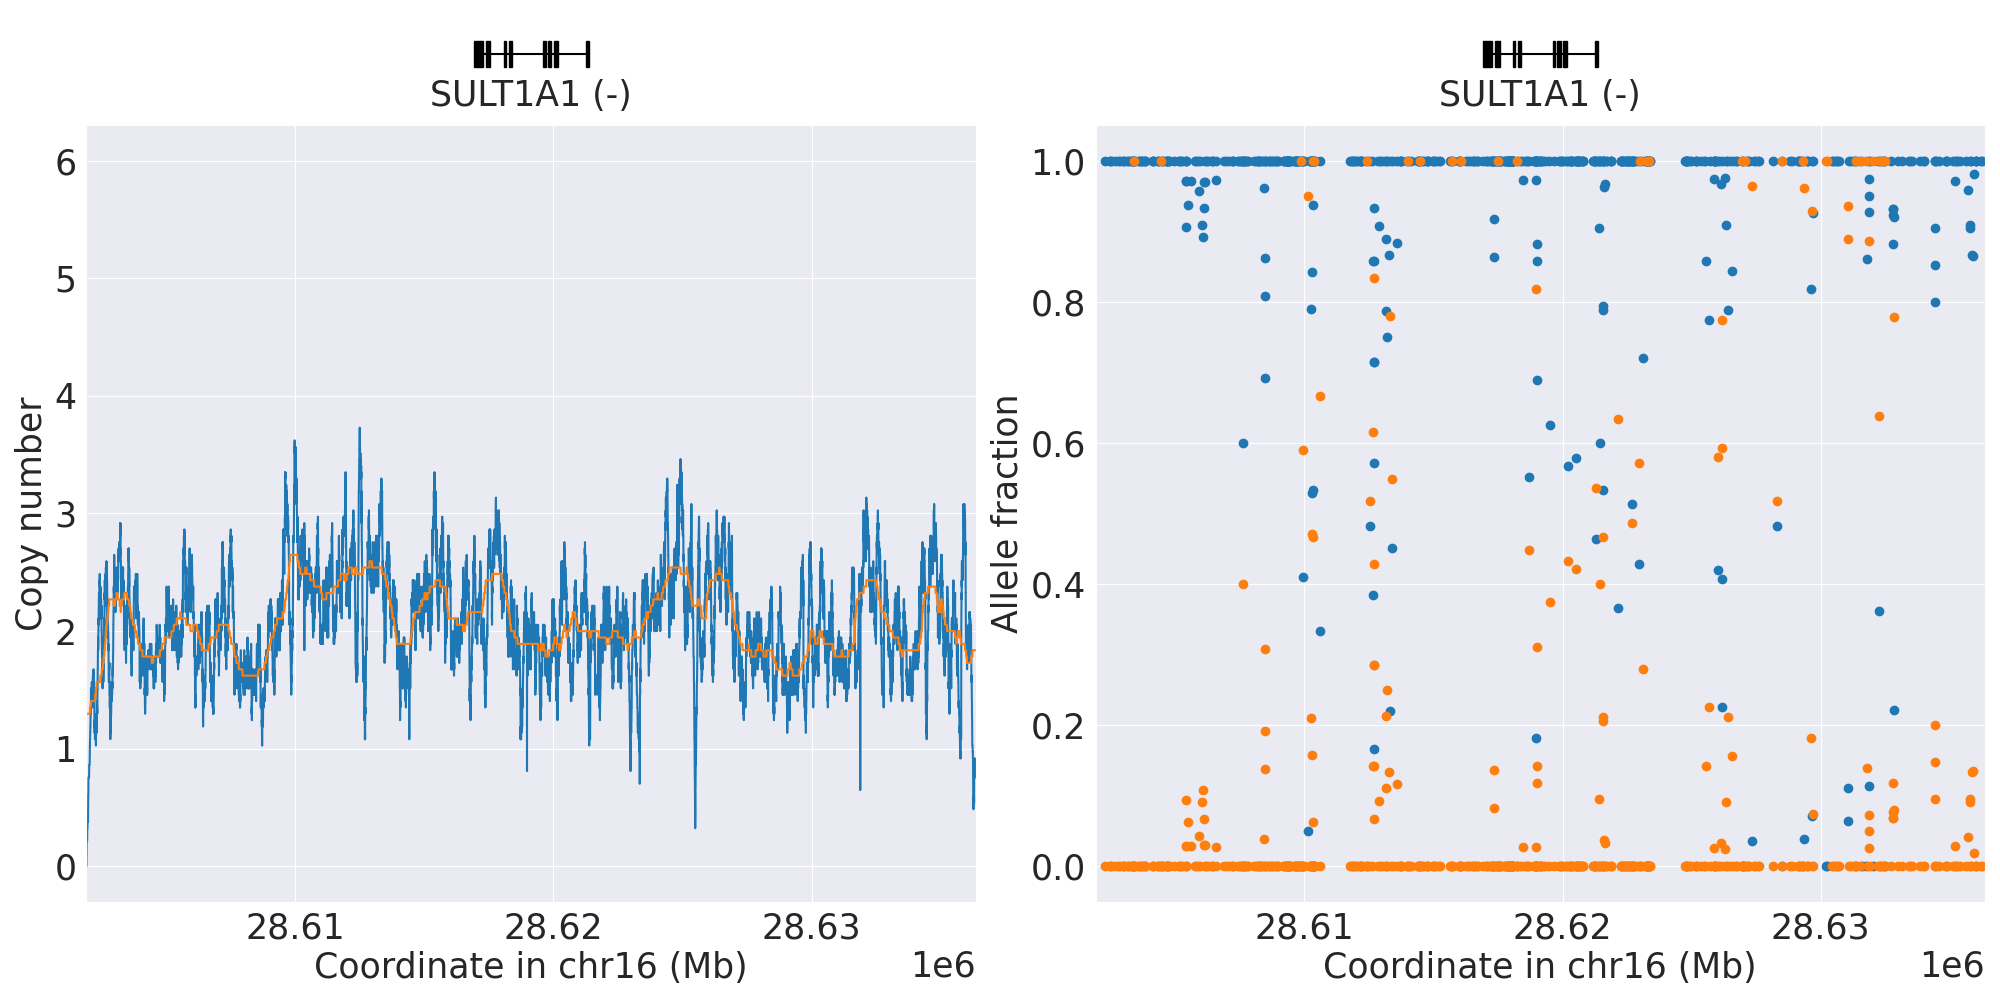 SULT1A1 (-)
6
5
4
3
2
1
0
Copy number
28.61
28.62
28.63
Coordinate in chr16 (Mb)
1e6
SULT1A1 (-)
1.0
0.8
0.6
0.4
0.2
0.0
Allele fraction
28.61
28.62
28.63
Coordinate in chr16 (Mb)
1e6